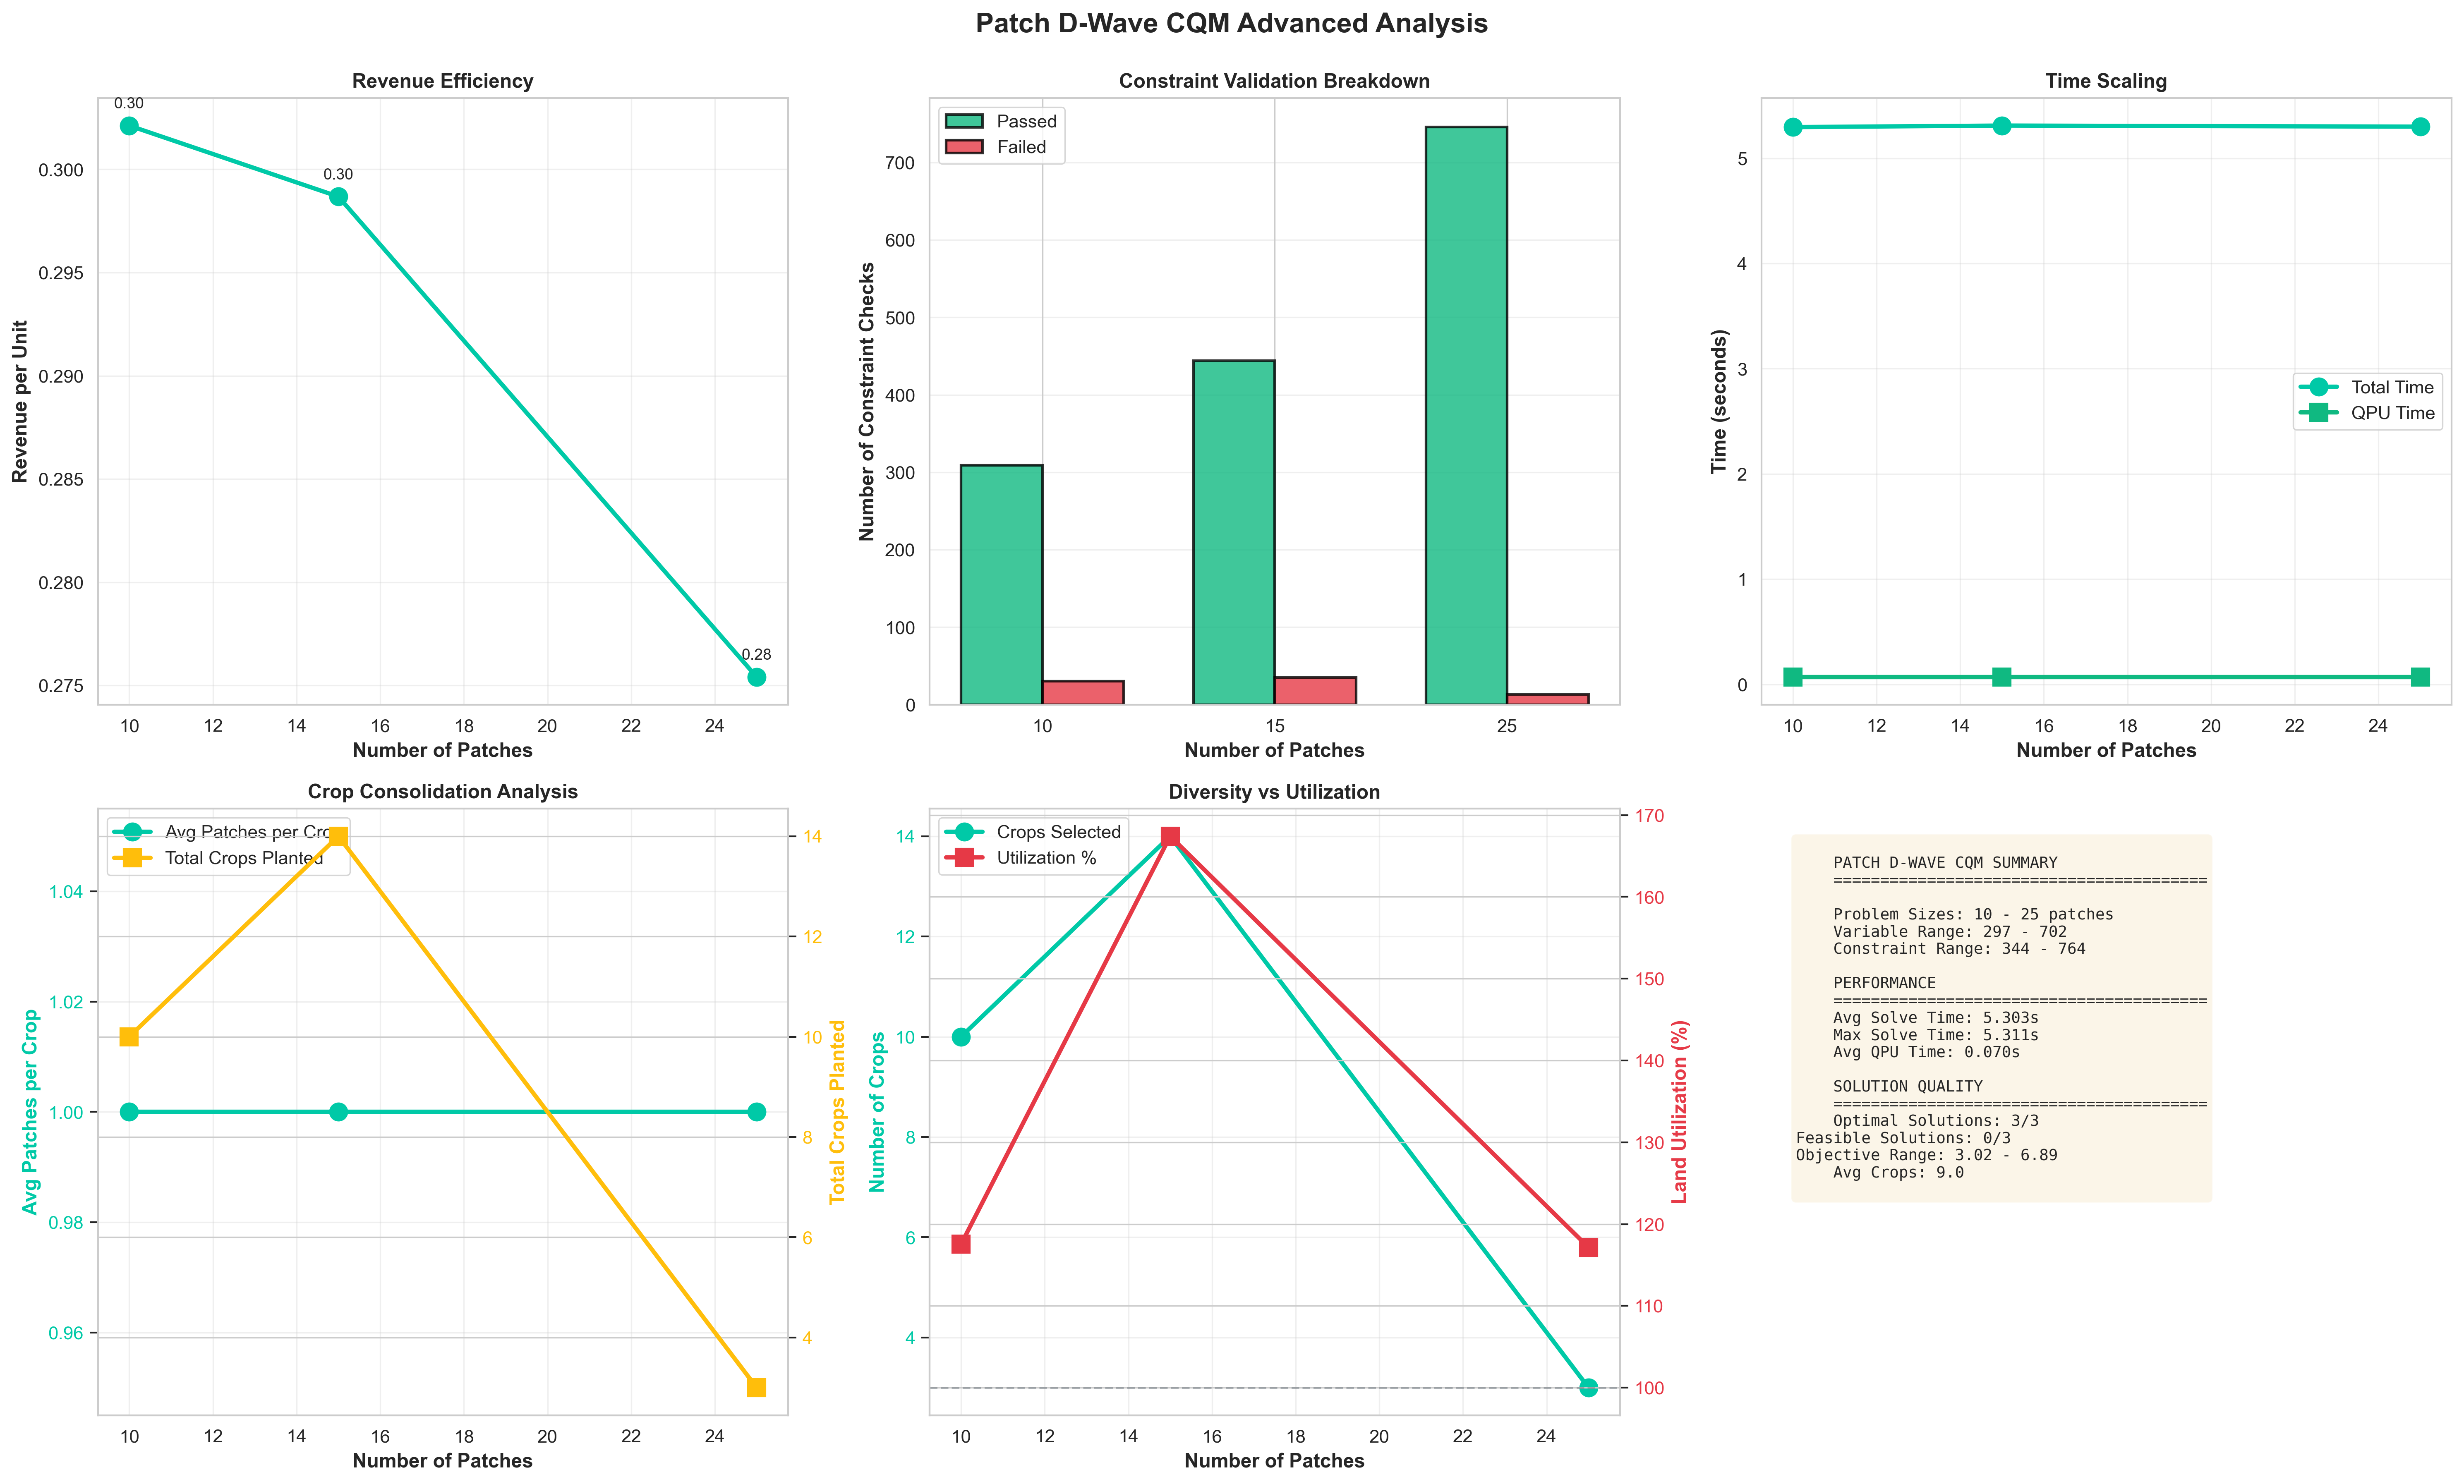 Patch D-Wave CQM Advanced Analysis
Revenue Efficiency
0.30
0.30
0.28
0.300
0.295
0.290
0.285
0.280
0.275
Revenue per Unit
10 12 14 16 18 20 22 24
Number of Patches
Constraint Validation Breakdown
Passed
Failed
700
600
500
400
300
200
100
0
Number of Constraint Checks
10 15 25
Number of Patches
Time Scaling
5
4
3
2
1
0
Time (seconds)
Total Time
QPU Time
10 12 14 16 18 20 22 24
Number of Patches
Crop Consolidation Analysis
Avg Patches per Crop
Total Crops Planted
1.04
1.02
1.00
0.98
0.96
Avg Patches per Crop
14
12
10
8
6
4
Total Crops Planted
10 12 14 16 18 20 22 24
Number of Patches
Diversity vs Utilization
Crops Selected
Utilization %
14
12
10
8
6
4
Number of Crops
170
160
150
140
130
120
110
100
Land Utilization (%)
10 12 14 16 18 20 22 24
Number of Patches
PATCH D-WAVE CQM SUMMARY
========================================
Problem Sizes: 10 - 25 patches
Variable Range: 297 - 702
Constraint Range: 344 - 764
PERFORMANCE
========================================
Avg Solve Time: 5.303s
Max Solve Time: 5.311s
Avg QPU Time: 0.070s
SOLUTION QUALITY
========================================
Optimal Solutions: 3/3
Feasible Solutions: 0/3
Objective Range: 3.02 - 6.89
Avg Crops: 9.0